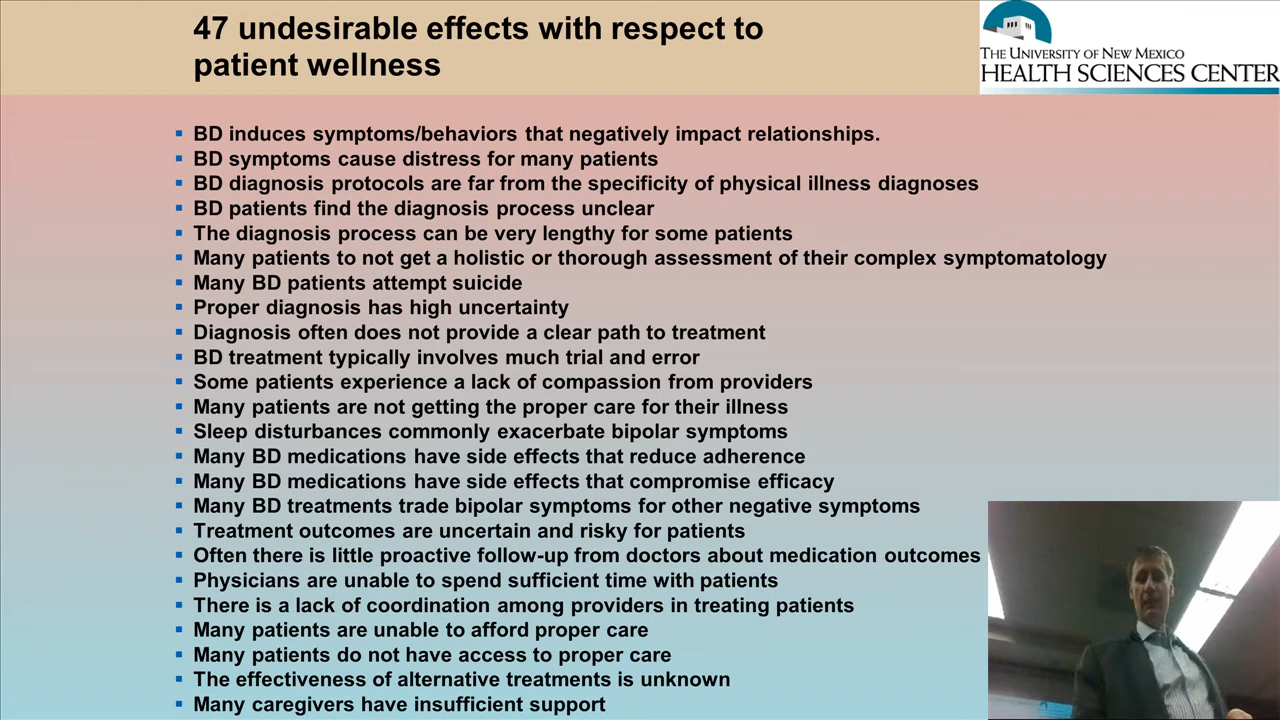 47 undesirable effects with respect to
patient wellness
THE UNIVERSITY OF NEW MEXICO
HEALTH SCIENCES CENTER
BD induces symptoms/behaviors that negatively impact relationships.
BD symptoms cause distress for many patients
BD diagnosis protocols are far from the specificity of physical illness diagnoses
BD patients find the diagnosis process unclear
The diagnosis process can be very lengthy for some patients
Many patients to not get a holistic or thorough assessment of their complex symptomatology
Many BD patients attempt suicide
Proper diagnosis has high uncertainty
Diagnosis often does not provide a clear path to treatment
BD treatment typically involves much trial and error
Some patients experience a lack of compassion from providers
Many patients are not getting the proper care for their illness
Sleep disturbances commonly exacerbate bipolar symptoms
Many BD medications have side effects that reduce adherence
Many BD medications have side effects that compromise efficacy
Many BD treatments trade bipolar symptoms for other negative symptoms
Treatment outcomes are uncertain and risky for patients
Often there is little proactive follow-up from doctors about medication outcomes
Physicians are unable to spend sufficient time with patients
There is a lack of coordination among providers in treating patients
Many patients are unable to afford proper care
Many patients do not have access to proper care
The effectiveness of alternative treatments is unknown
Many caregivers have insufficient support